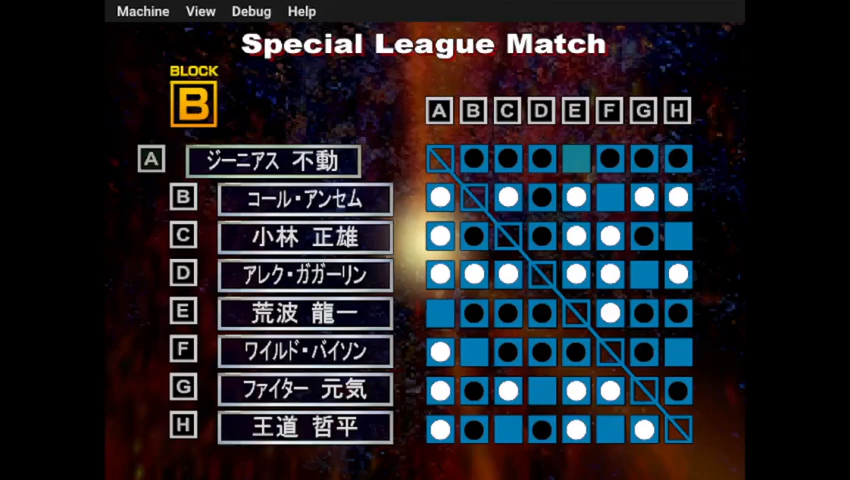 Machine View Debug Help
Special League Match
BLOCK
B
A B C D E F G H
A ジーニアス 不動
B コール・アンセム
C 小林 正雄
D アレク・ガガーリン
E 荒波 龍一
F ワイルド・バイソン
G ファイター 元気
H 王道 哲平